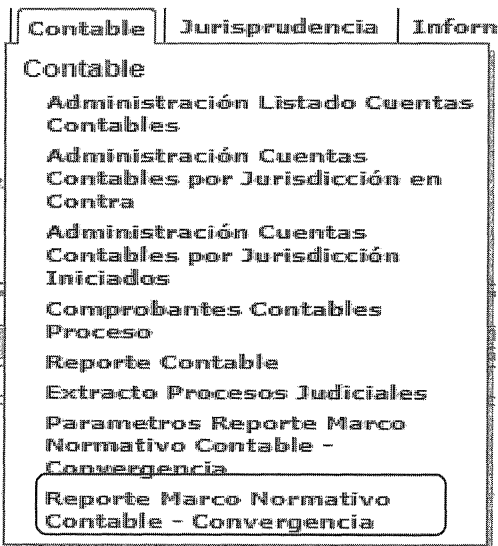 Contable Jurisprudencia Inform
Contable
Administración Listado Cuentas
Contables
Administración Cuentas
Contables por Jurisdicción en
Contra
Administración Cuentas
Contables por Jurisdicción
Iniciados
Comprobantes Contables
Proceso
Reporte Contable
Extracto Procesos Judiciales
Parametros Reporte Marco
Normativo Contable -
Convergencia
Reporte Marco Normativo
Contable - Convergencia